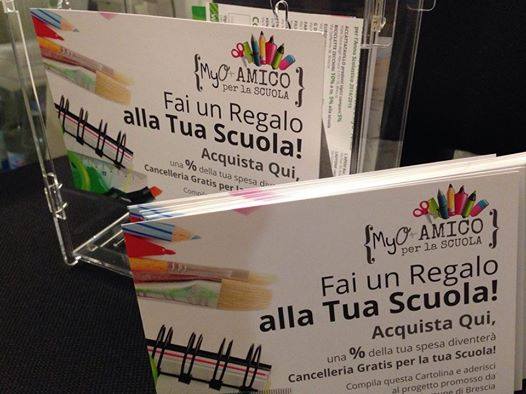 {MyO+AMICO
per la SCUOLA}
Fai un Regalo
alla Tua Scuola!
Acquista Qui,
una % della tua spesa diventerà
Cancelleria Gratis per la
{MyO+AMICO
per la SCUOLA}
Fai un Regalo
alla Tua Scuola!
Acquista Qui,
una % della tua spesa diventerà
Cancelleria Gratis per la tua Scuola!
Compila questa Cartolina e aderisci
al progetto promosso da
di Brescia